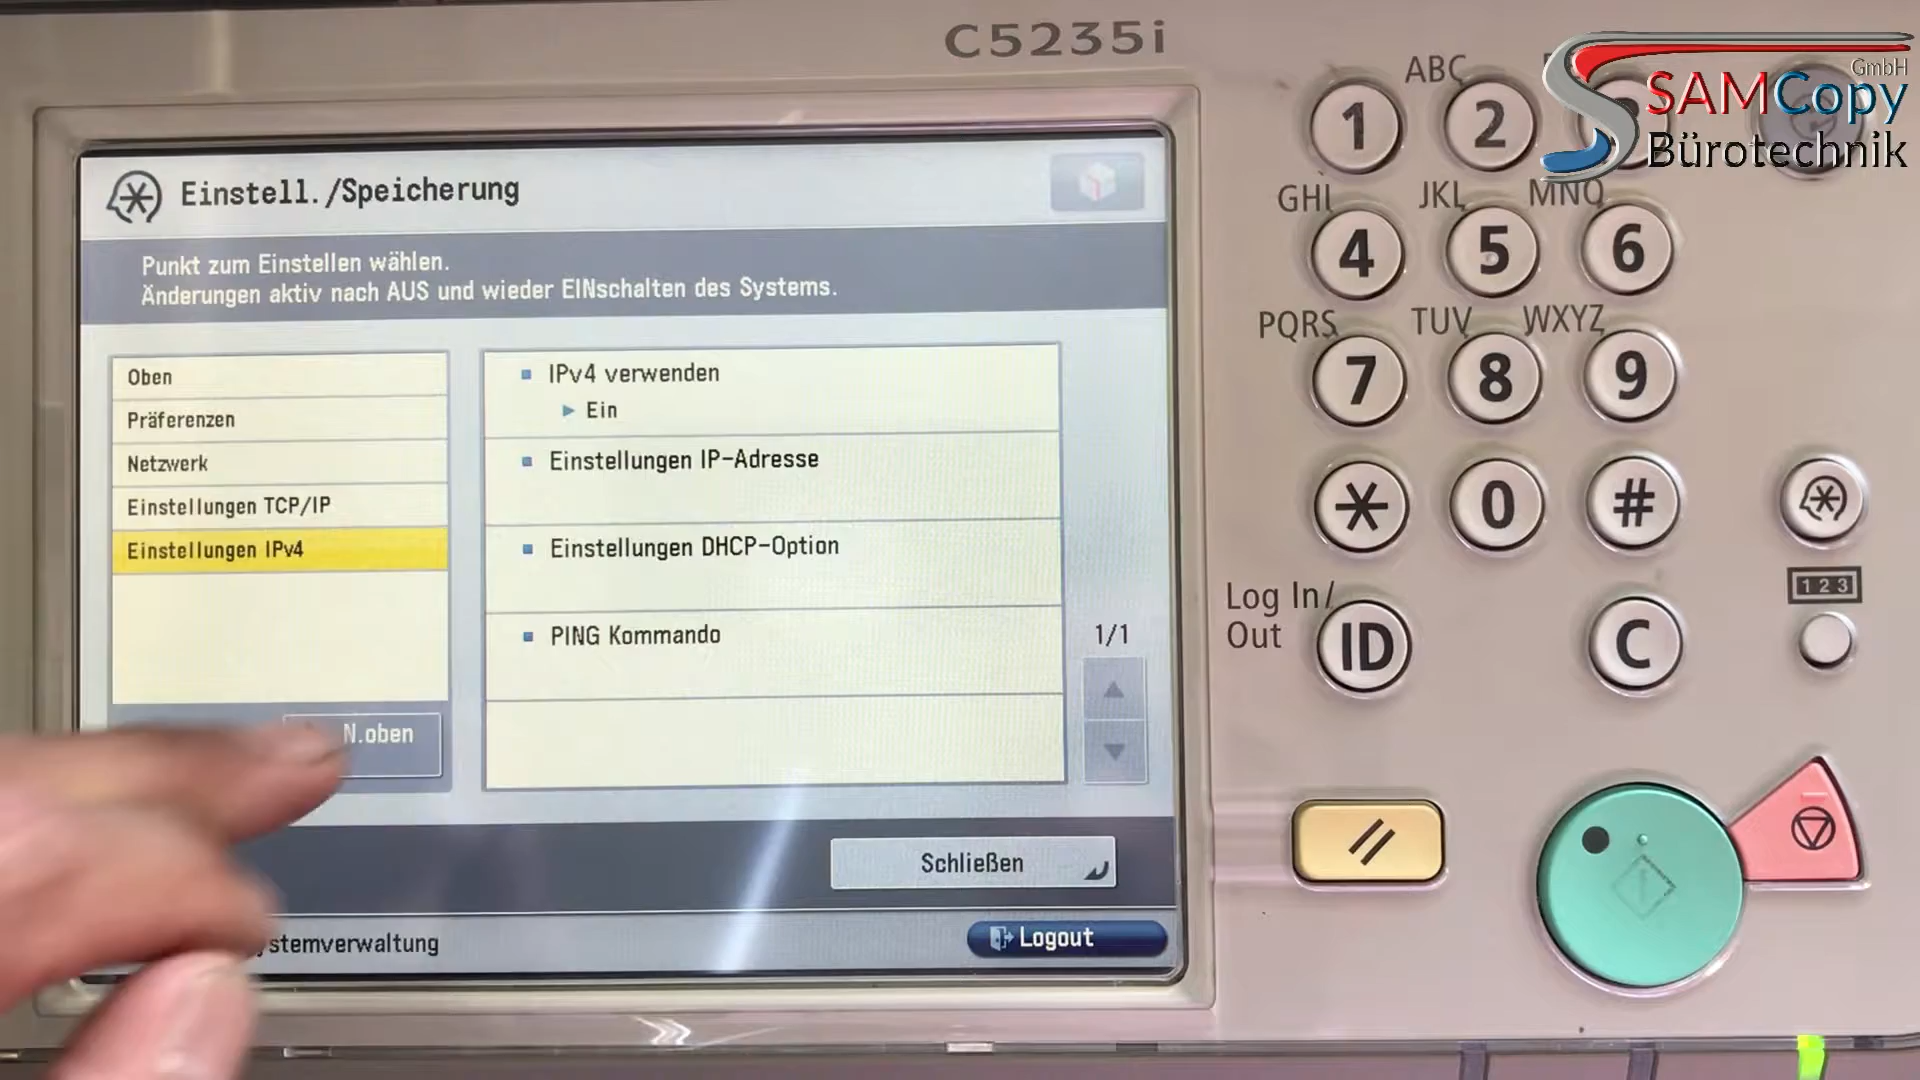 C5235i
GmbH
SAMCopy
Bürotechnik
Einstell./Speicherung
Punkt zum Einstellen wählen.
Änderungen aktiv nach AUS und wieder EINschalten des Systems.
Oben
Präferenzen
Netzwerk
Einstellungen TCP/IP
Einstellungen IPv4
N.oben
IPv4 verwenden
Ein
Einstellungen IP-Adresse
Einstellungen DHCP-Option
PING Kommando
1/1
Schließen
Logout
1
ABC
2
GHI
4
JKL
5
MNO
6
PQRS
7
TUV
8
WXYZ
9
0
#
Log In/
Out
ID
C
1 2 3